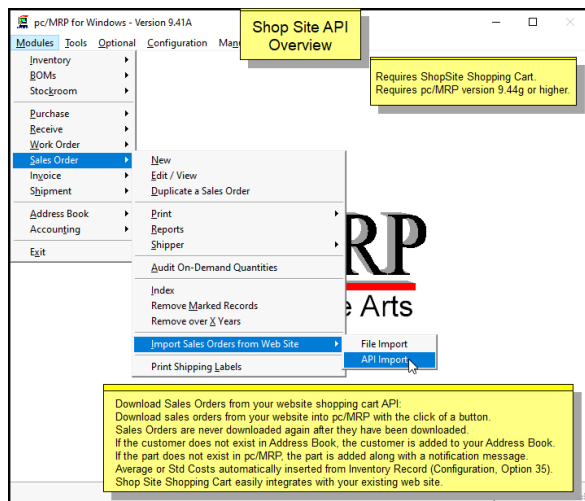 pc/MRP for Windows - Version 9.41A
Shop Site API
Overview
Modules Tools Optional Configuration
Requires ShopSite Shopping Cart.
Requires pc/MRP version 9.44g or higher.
Inventory
BOMs
Stockroom
Purchase
Receive
Work Order
Sales Order
Invoice
Shipment
Address Book
Accounting
Exit
New
Edit / View
Duplicate a Sales Order
Print
Reports
Shipper
Audit On-Demand Quantities
Index
Remove Marked Records
Remove over X Years
Import Sales Orders from Web Site
Print Shipping Labels
File Import
API Import
RP
e Arts
Download Sales Orders from your website shopping cart API:
Download sales orders from your website into pc/MRP with the click of a button.
Sales Orders are never downloaded again after they have been downloaded.
If the customer does not exist in Address Book, the customer is added to your Address Book.
If the part does not exist in pc/MRP, the part is added along with a notification message.
Average or Std Costs automatically inserted from Inventory Record (Configuration, Option 35).
Shop Site Shopping Cart easily integrates with your existing web site.